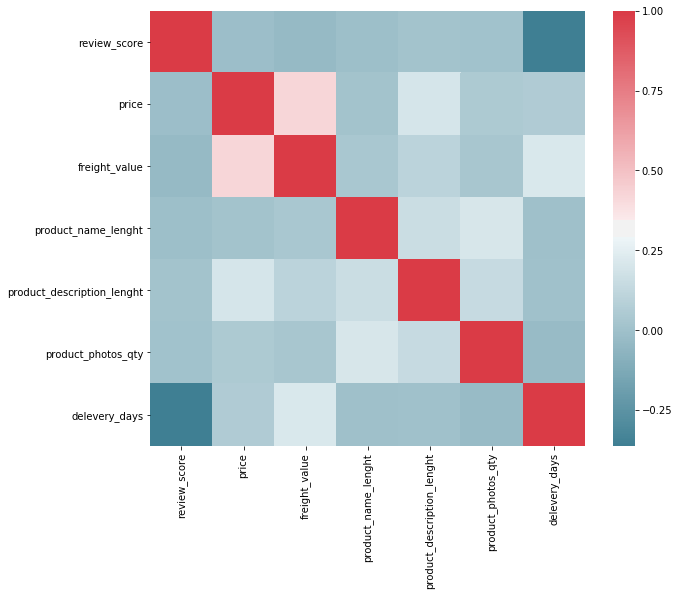 review_score
price
freight_value
product_name_lenght
product_description_lenght
product_photos_qty
delevery_days
review_score
price
freight_value
product_name_lenght
product_description_lenght
product_photos_qty
delevery_days
1.00
0.75
0.50
0.25
0.00
−0.25